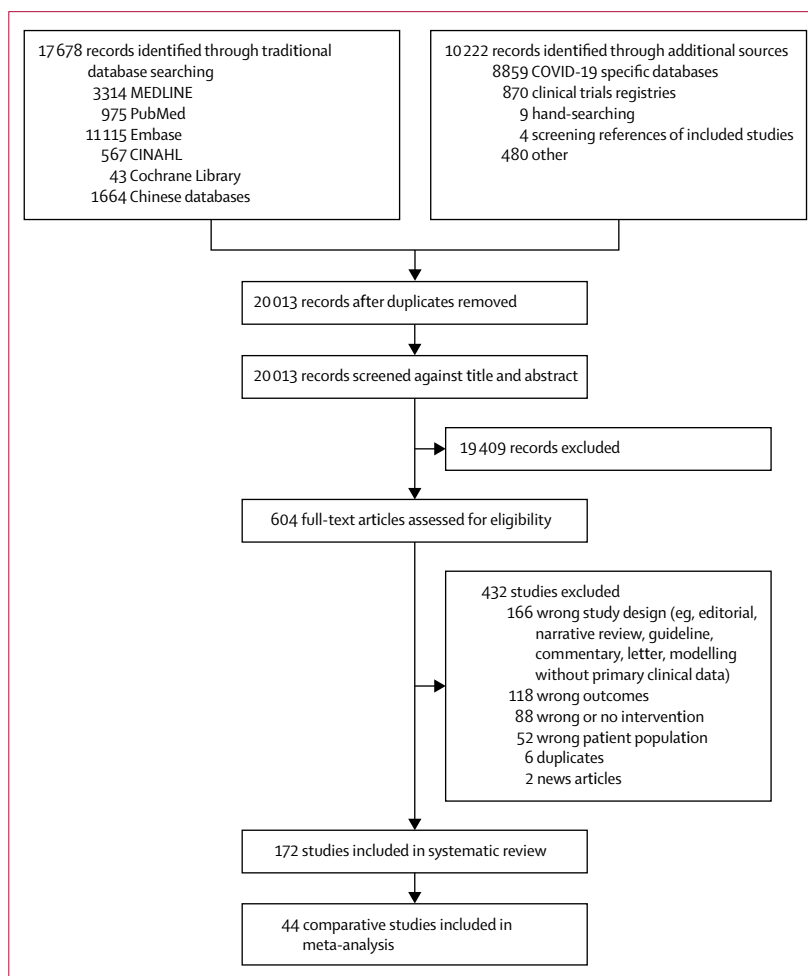 17 678 records identified through traditional
database searching
3314 MEDLINE
975 PubMed
11 115 Embase
567 CINAHL
43 Cochrane Library
1664 Chinese databases
10 222 records identified through additional sources
8859 COVID-19 specific databases
870 clinical trials registries
9 hand-searching
4 screening references of included studies
480 other
20 013 records after duplicates removed
20 013 records screened against title and abstract
19 409 records excluded
604 full-text articles assessed for eligibility
432 studies excluded
166 wrong study design (eg, editorial,
narrative review, guideline,
commentary, letter, modelling
without primary clinical data)
118 wrong outcomes
88 wrong or no intervention
52 wrong patient population
6 duplicates
2 news articles
172 studies included in systematic review
44 comparative studies included in
meta-analysis